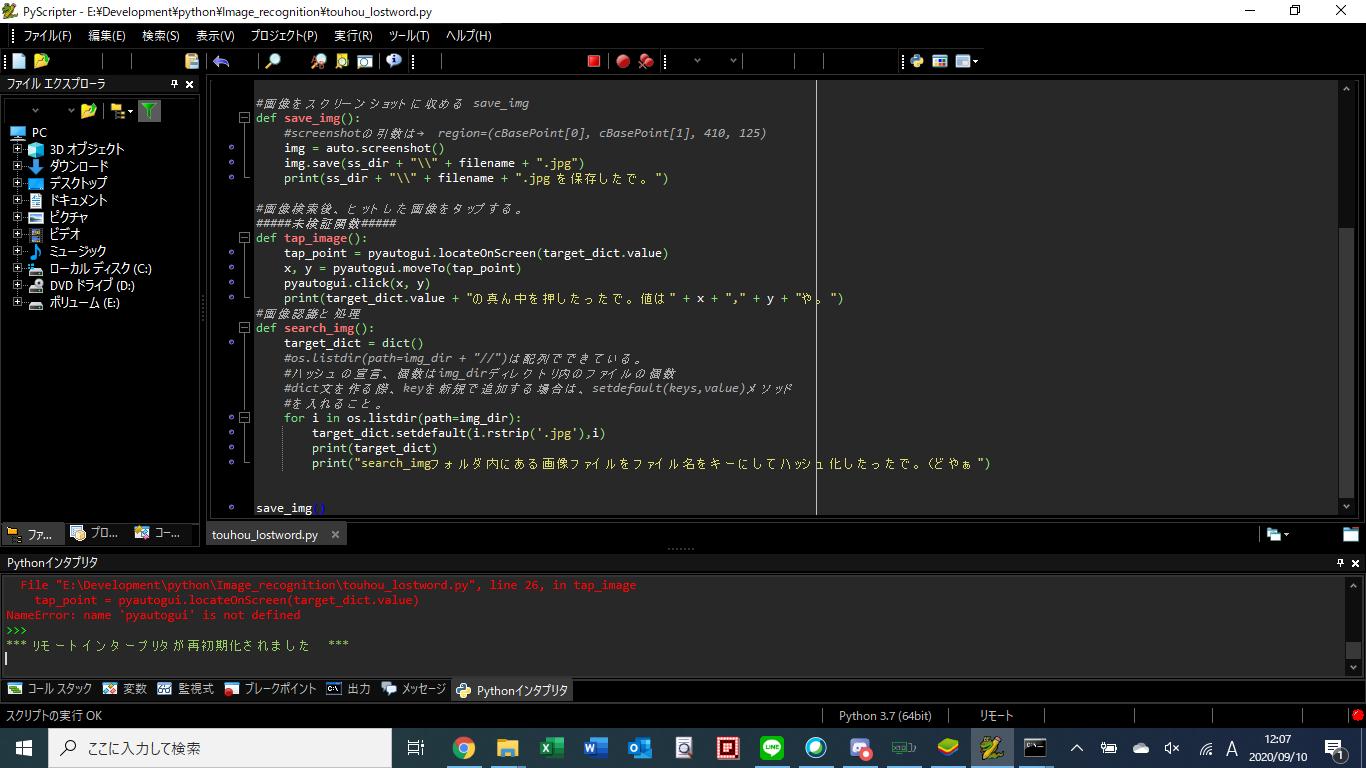 PyScripter - E:¥Development¥python¥Image_recognition¥touhou_lostword.py
ファイル(F) 編集(E) 検索(S) 表示(V) プロジェクト(P) 実行(R) ツール(T) ヘルプ(H)
ファイル エクスプローラ
PC
3D オブジェクト
ダウンロード
デスクトップ
ドキュメント
ピクチャ
ビデオ
ミュージック
ローカル ディスク (C:)
DVD ドライブ (D:)
ボリューム (E:)
ファ... プロ... コー...
#画像をスクリーンショットに収める save_img
def save_img():
#screenshotの引数は→ region=(cBasePoint[0], cBasePoint[1], 410, 125)
img = auto.screenshot()
img.save(ss_dir + "\\" + filename + ".jpg")
print(ss_dir + "\\" + filename + ".jpg を保存したで。")
#画像検索後、ヒットした画像をタップする。
#####未検証関数#####
def tap_image():
tap_point = pyautogui.locateOnScreen(target_dict.value)
x, y = pyautogui.moveTo(tap_point)
pyautogui.click(x, y)
print(target_dict.value + "の真ん中を押したったで。値は" + x + "," + y + "や。")
#画像認識と処理
def search_img():
target_dict = dict()
#os.listdir(path=img_dir + "//")は配列でできている。
#ハッシュの宣言、個数はimg_dirディレクトリ内のファイルの個数
#dict文を作る際、keyを新規で追加する場合は、setdefault(keys,value)メソッド
#を入れること。
for i in os.listdir(path=img_dir):
target_dict.setdefault(i.rstrip('.jpg'),i)
print(target_dict)
print("search_imgフォルダ内にある画像ファイルをファイル名をキーにしてハッシュ化したったで。(どやぁ")
save_img()
touhou_lostword.py
Pythonインタプリタ
File "E:\Development\python\Image_recognition\touhou_lostword.py", line 26, in tap_image
tap_point = pyautogui.locateOnScreen(target_dict.value)
NameError: name 'pyautogui' is not defined
>>>
*** リモートインタープリタが再初期化されました ***
コール スタック 変数 監視式 ブレークポイント 出力 メッセージ Pythonインタプリタ
スクリプトの実行 OK Python 3.7 (64bit) リモート
ここに入力して検索
A 12:07
2020/09/10
1